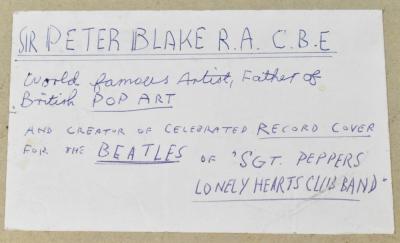 SIR PETER BLAKE R.A. C.B.E
World famous Artist, Father of
British POP ART
AND CREATOR OF CELEBRATED RECORD COVER
FOR THE BEATLES OF 'SGT. PEPPERS
LONELY HEARTS CLUB BAND"